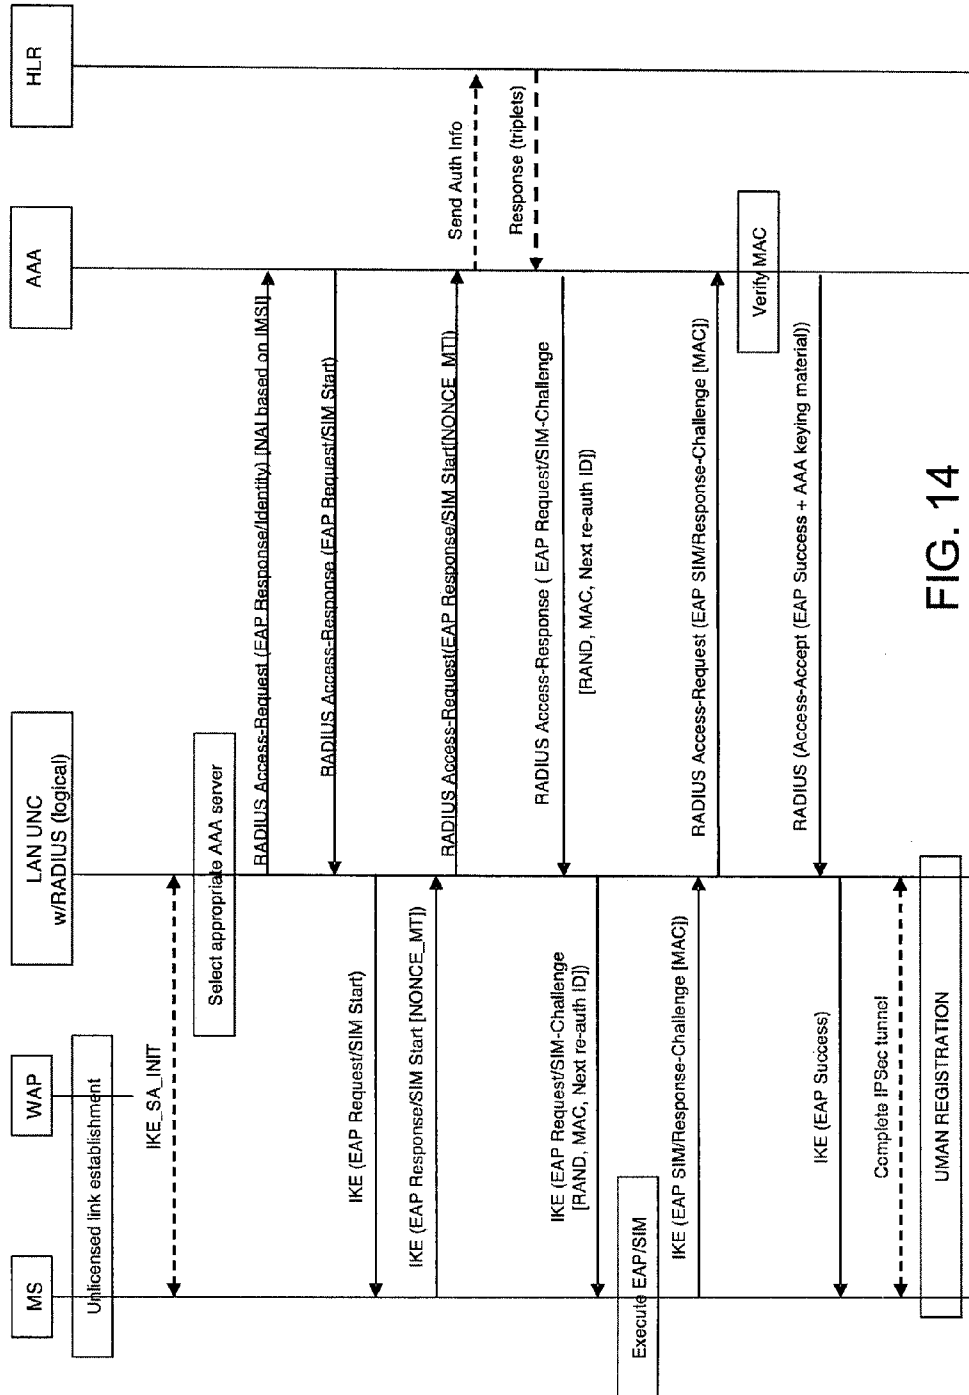 MS
WAP
LAN UNC
w/RADIUS (logical)
AAA
HLR
Unlicensed link establishment
IKE_SA_INIT
Select appropriate AAA server
RADIUS Access-Request (EAP Response/Identity) [NAI based on IMSI]
RADIUS Access-Response (EAP Request/SIM Start)
IKE (EAP Request/SIM Start)
IKE (EAP Response/SIM Start [NONCE_MT])
RADIUS Access-Request(EAP Response/SIM Start[NONCE_MT])
Send Auth Info
Response (triplets)
RADIUS Access-Response ( EAP Request/SIM-Challenge
[RAND, MAC, Next re-auth ID])
IKE (EAP Request/SIM-Challenge
[RAND, MAC, Next re-auth ID])
Execute EAP/SIM
IKE (EAP SIM/Response-Challenge [MAC])
RADIUS Access-Request (EAP SIM/Response-Challenge [MAC])
Verify MAC
RADIUS (Access-Accept (EAP Success + AAA keying material))
IKE (EAP Success)
Complete IPSec tunnel
UMAN REGISTRATION
FIG. 14